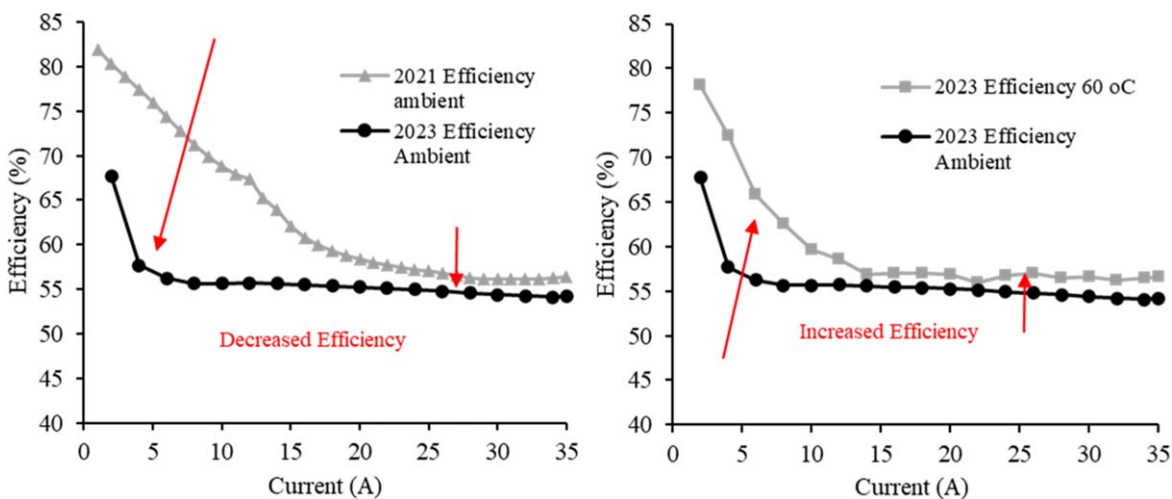 85
80
75
70
65
60
55
50
45
40
Efficiency (%)
2021 Efficiency
ambient
2023 Efficiency
Ambient
Decreased Efficiency
0 5 10 15 20 25 30 35
Current (A)
85
80
75
70
65
60
55
50
45
40
Efficiency (%)
2023 Efficiency 60 oC
2023 Efficiency
Ambient
Increased Efficiency
0 5 10 15 20 25 30 35
Current (A)